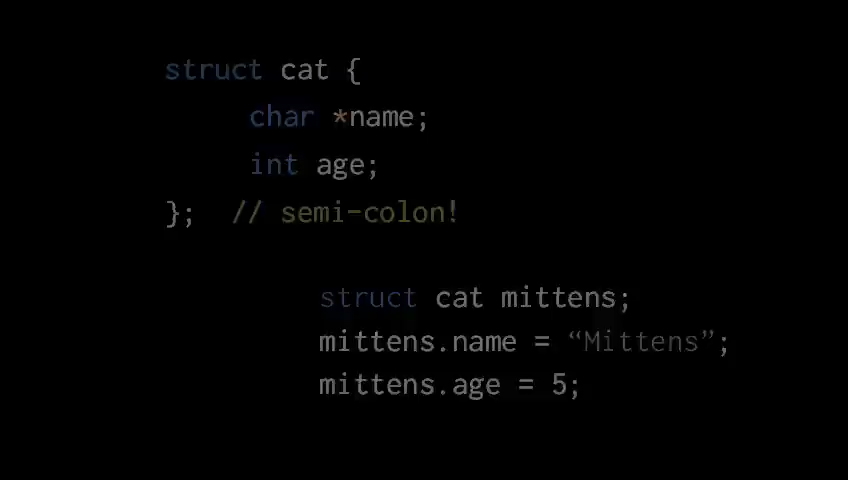 struct cat {
char *name;
int age;
}; // semi-colon!
struct cat mittens;
mittens.name = “Mittens”;
mittens.age = 5;